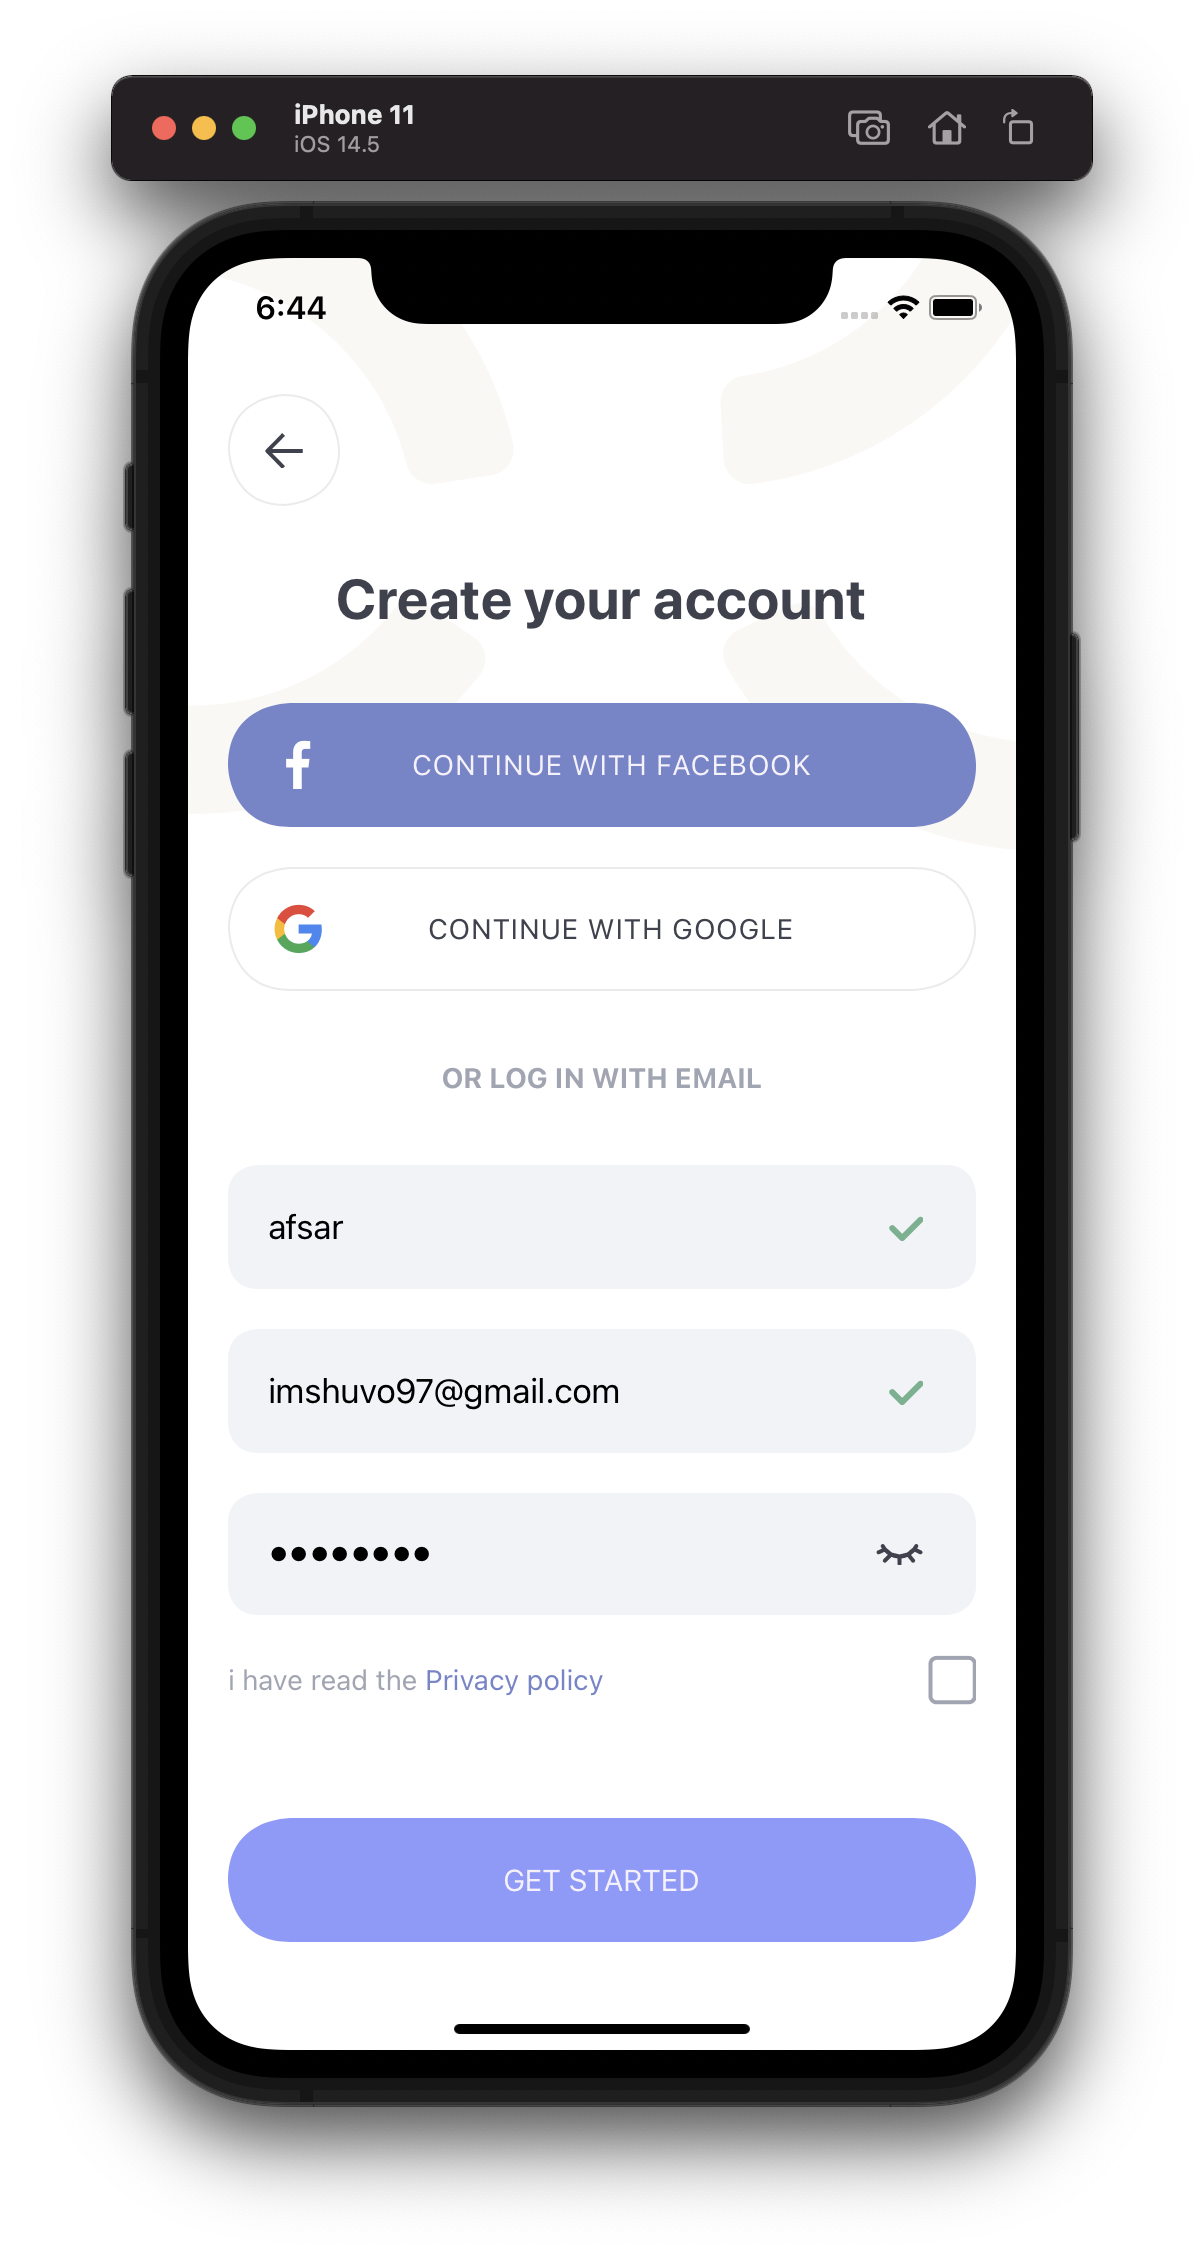 iPhone 11
iOS 14.5
6:44
Create your account
CONTINUE WITH FACEBOOK
CONTINUE WITH GOOGLE
OR LOG IN WITH EMAIL
afsar
imshuvo97@gmail.com
••••••••
i have read the Privacy policy
GET STARTED